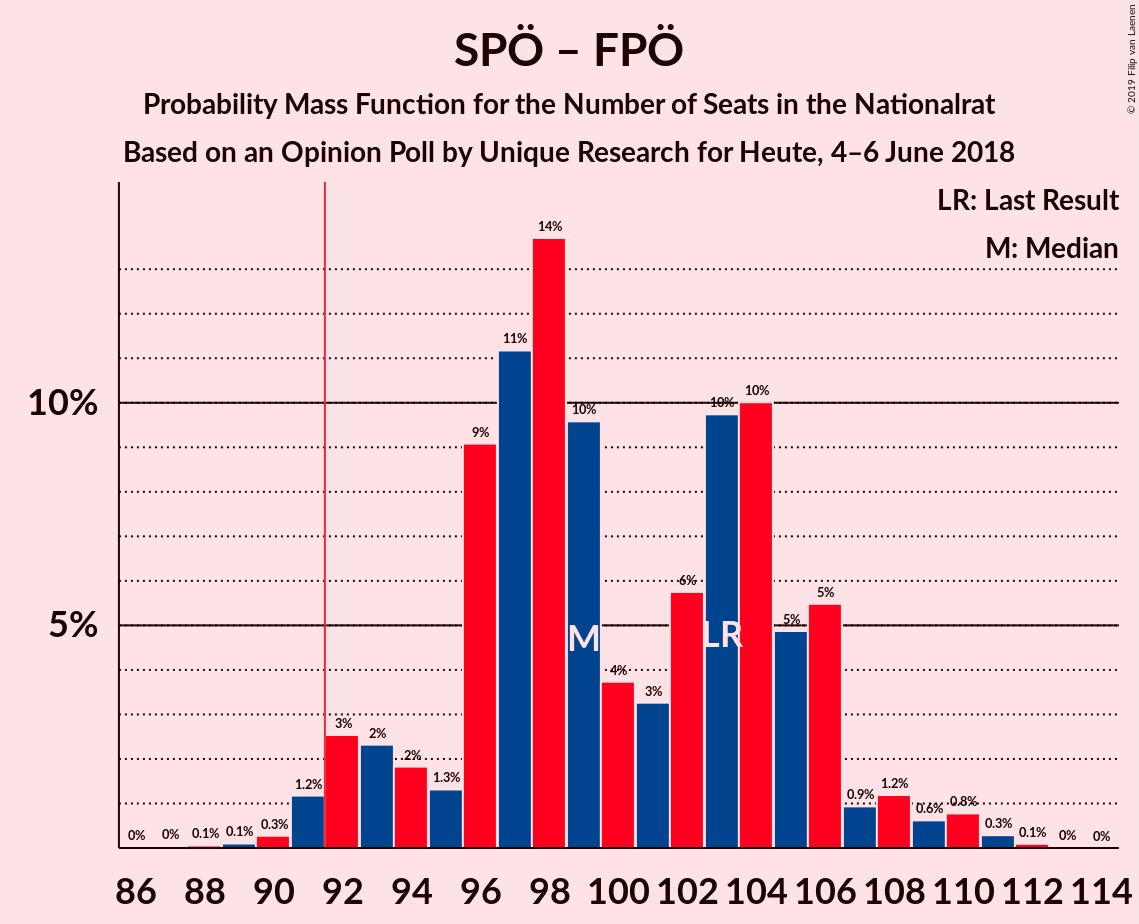 SPÖ – FPÖ
Probability Mass Function for the Number of Seats in the Nationalrat
Based on an Opinion Poll by Unique Research for Heute, 4–6 June 2018
© 2019 Filip van Laenen
LR: Last Result
M: Median
10%
5%
0% 0% 0.1% 0.1% 0.3% 1.2% 3% 2% 2% 1.3% 9% 11% 14% 10% 4% 3% 6% 10% 10% 5% 5% 0.9% 1.2% 0.6% 0.8% 0.3% 0.1% 0% 0%
M LR
86 88 90 92 94 96 98 100 102 104 106 108 110 112 114